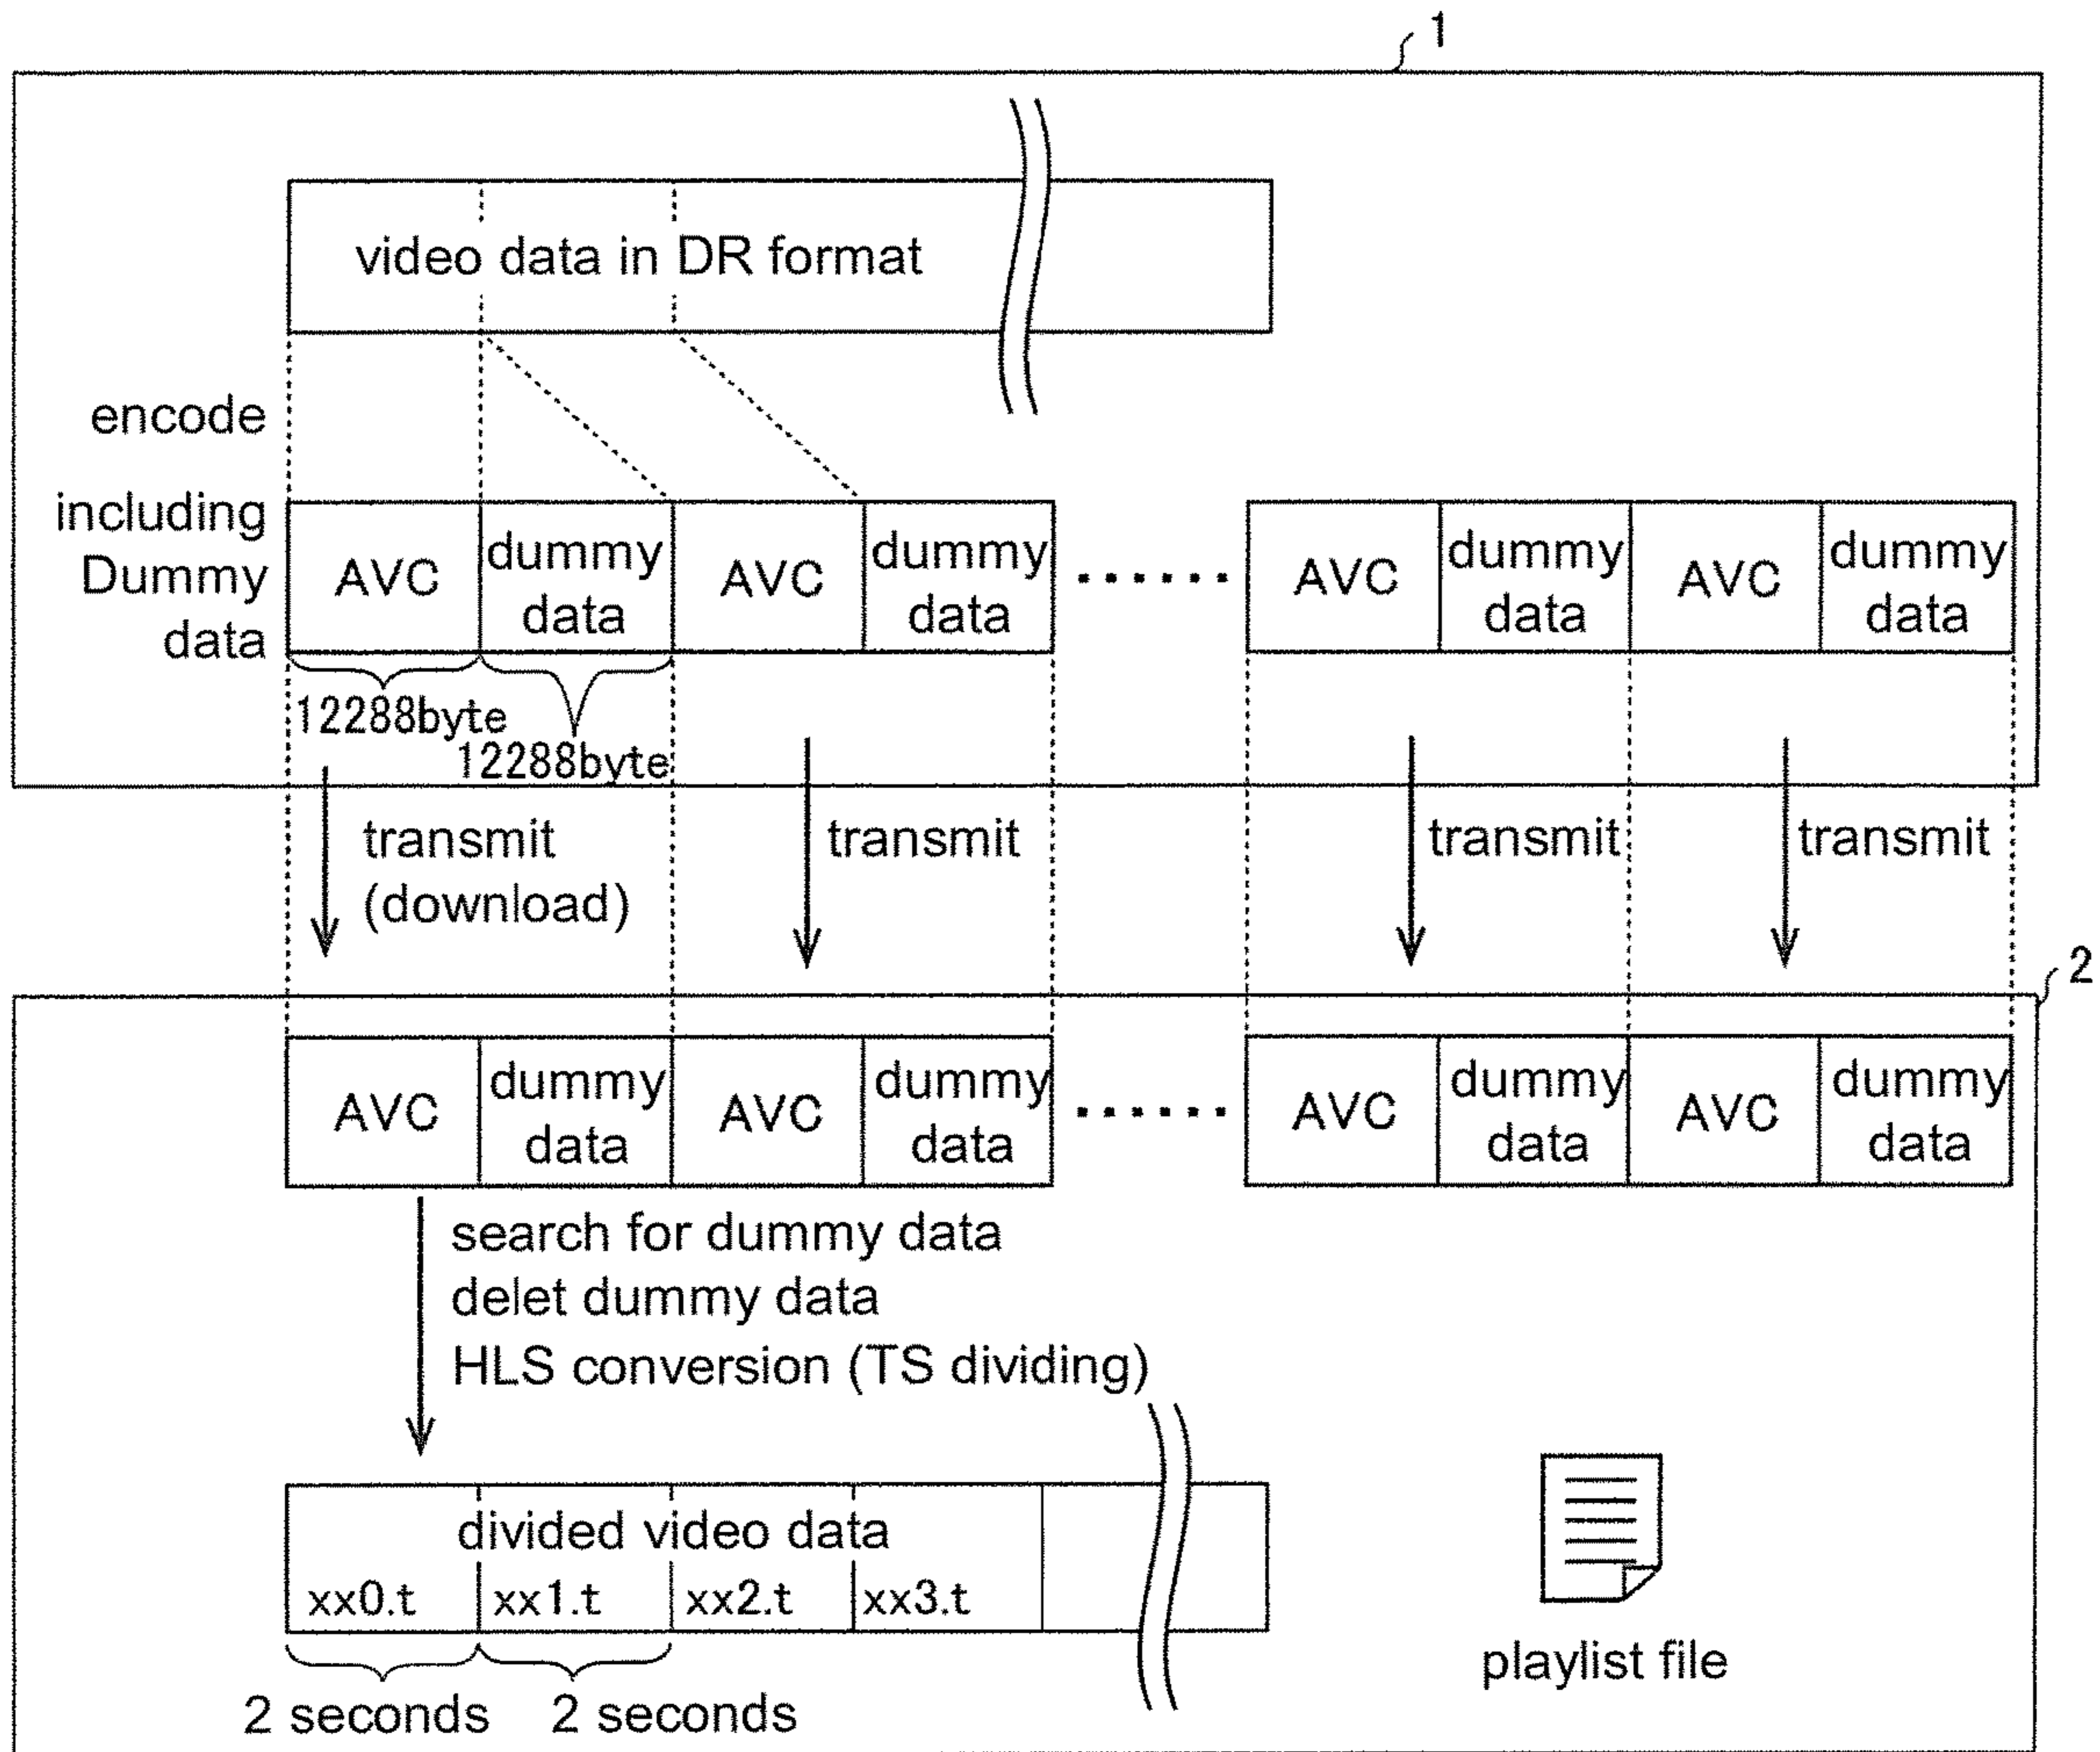 1
video data in DR format
encode
including
Dummy
data
AVC
dummy
data
AVC
dummy
data
AVC
dummy
data
AVC
dummy
data
12288byte
12288byte
transmit
(download)
transmit
transmit
transmit
2
AVC
dummy
data
AVC
dummy
data
AVC
dummy
data
AVC
dummy
data
search for dummy data
delet dummy data
HLS conversion (TS dividing)
divided video data
xx0.t
xx1.t
xx2.t
xx3.t
2 seconds
2 seconds
playlist file